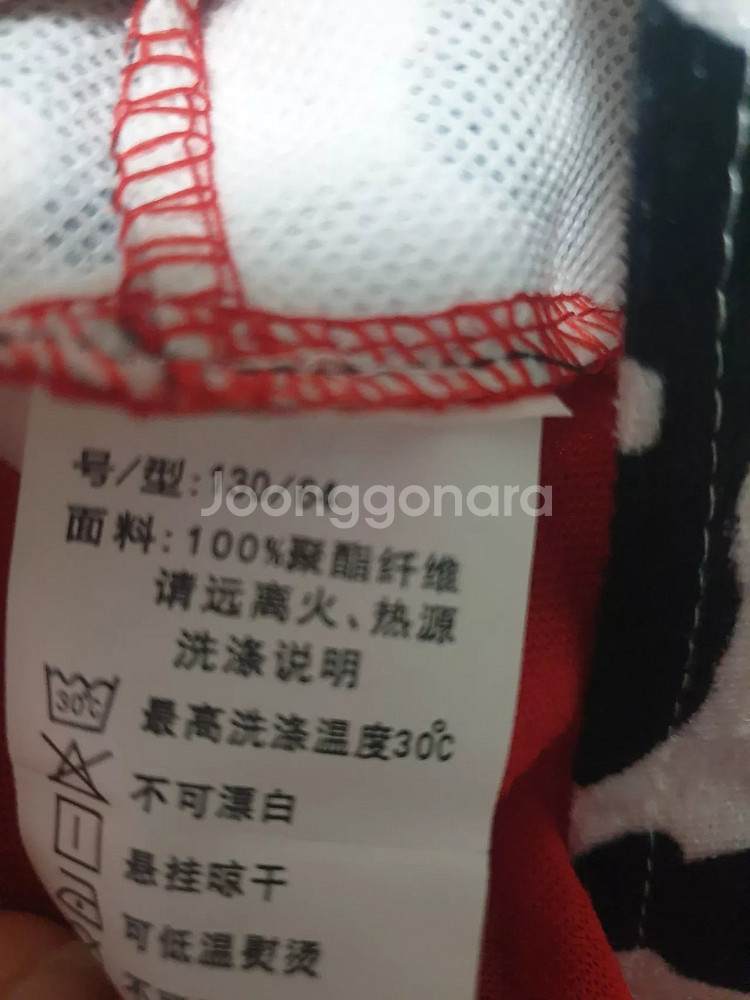 号/型:130/
Joonggonara
面料:100%聚酯纤维
请远离火、热源
洗涤说明
30℃
最高洗涤温度30℃
不可漂白
悬挂晾干
可低温熨烫